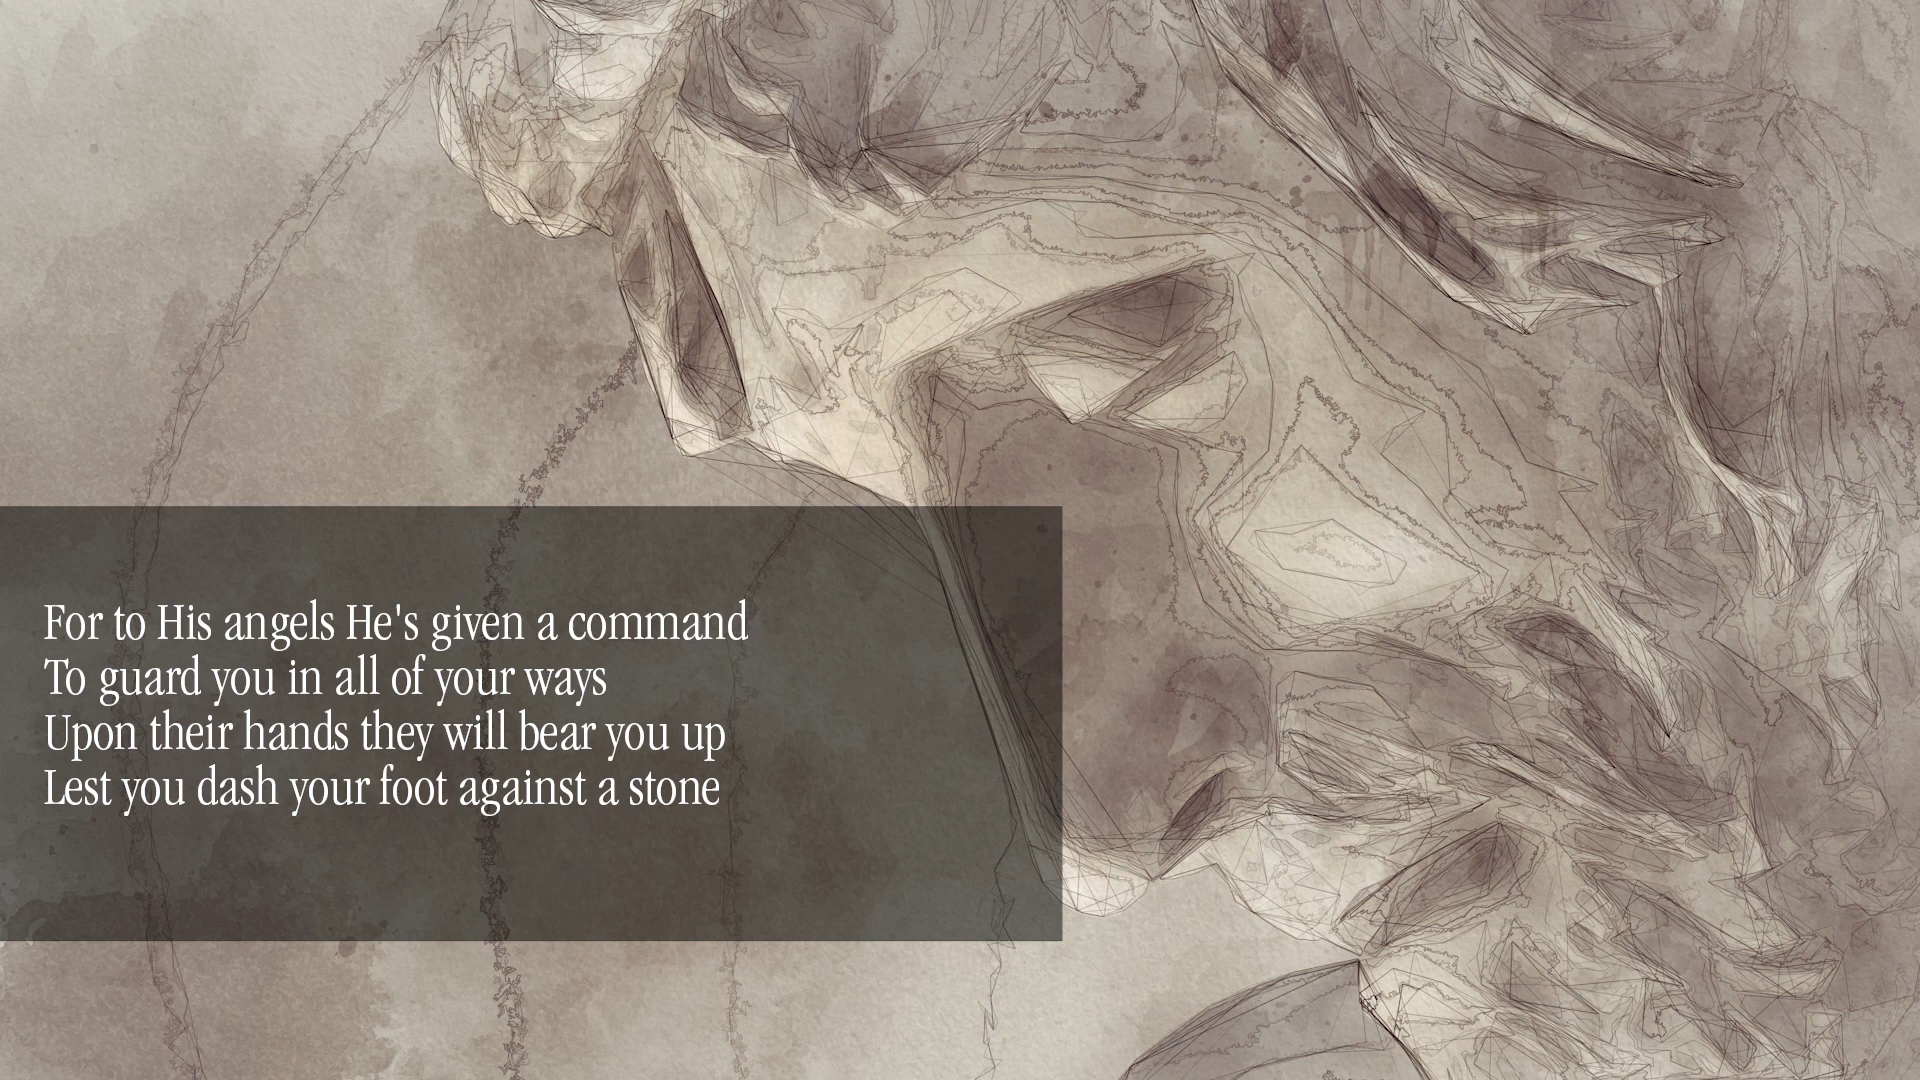 For to His angels He's given a command
To guard you in all of your ways
Upon their hands they will bear you up
Lest you dash your foot against a stone